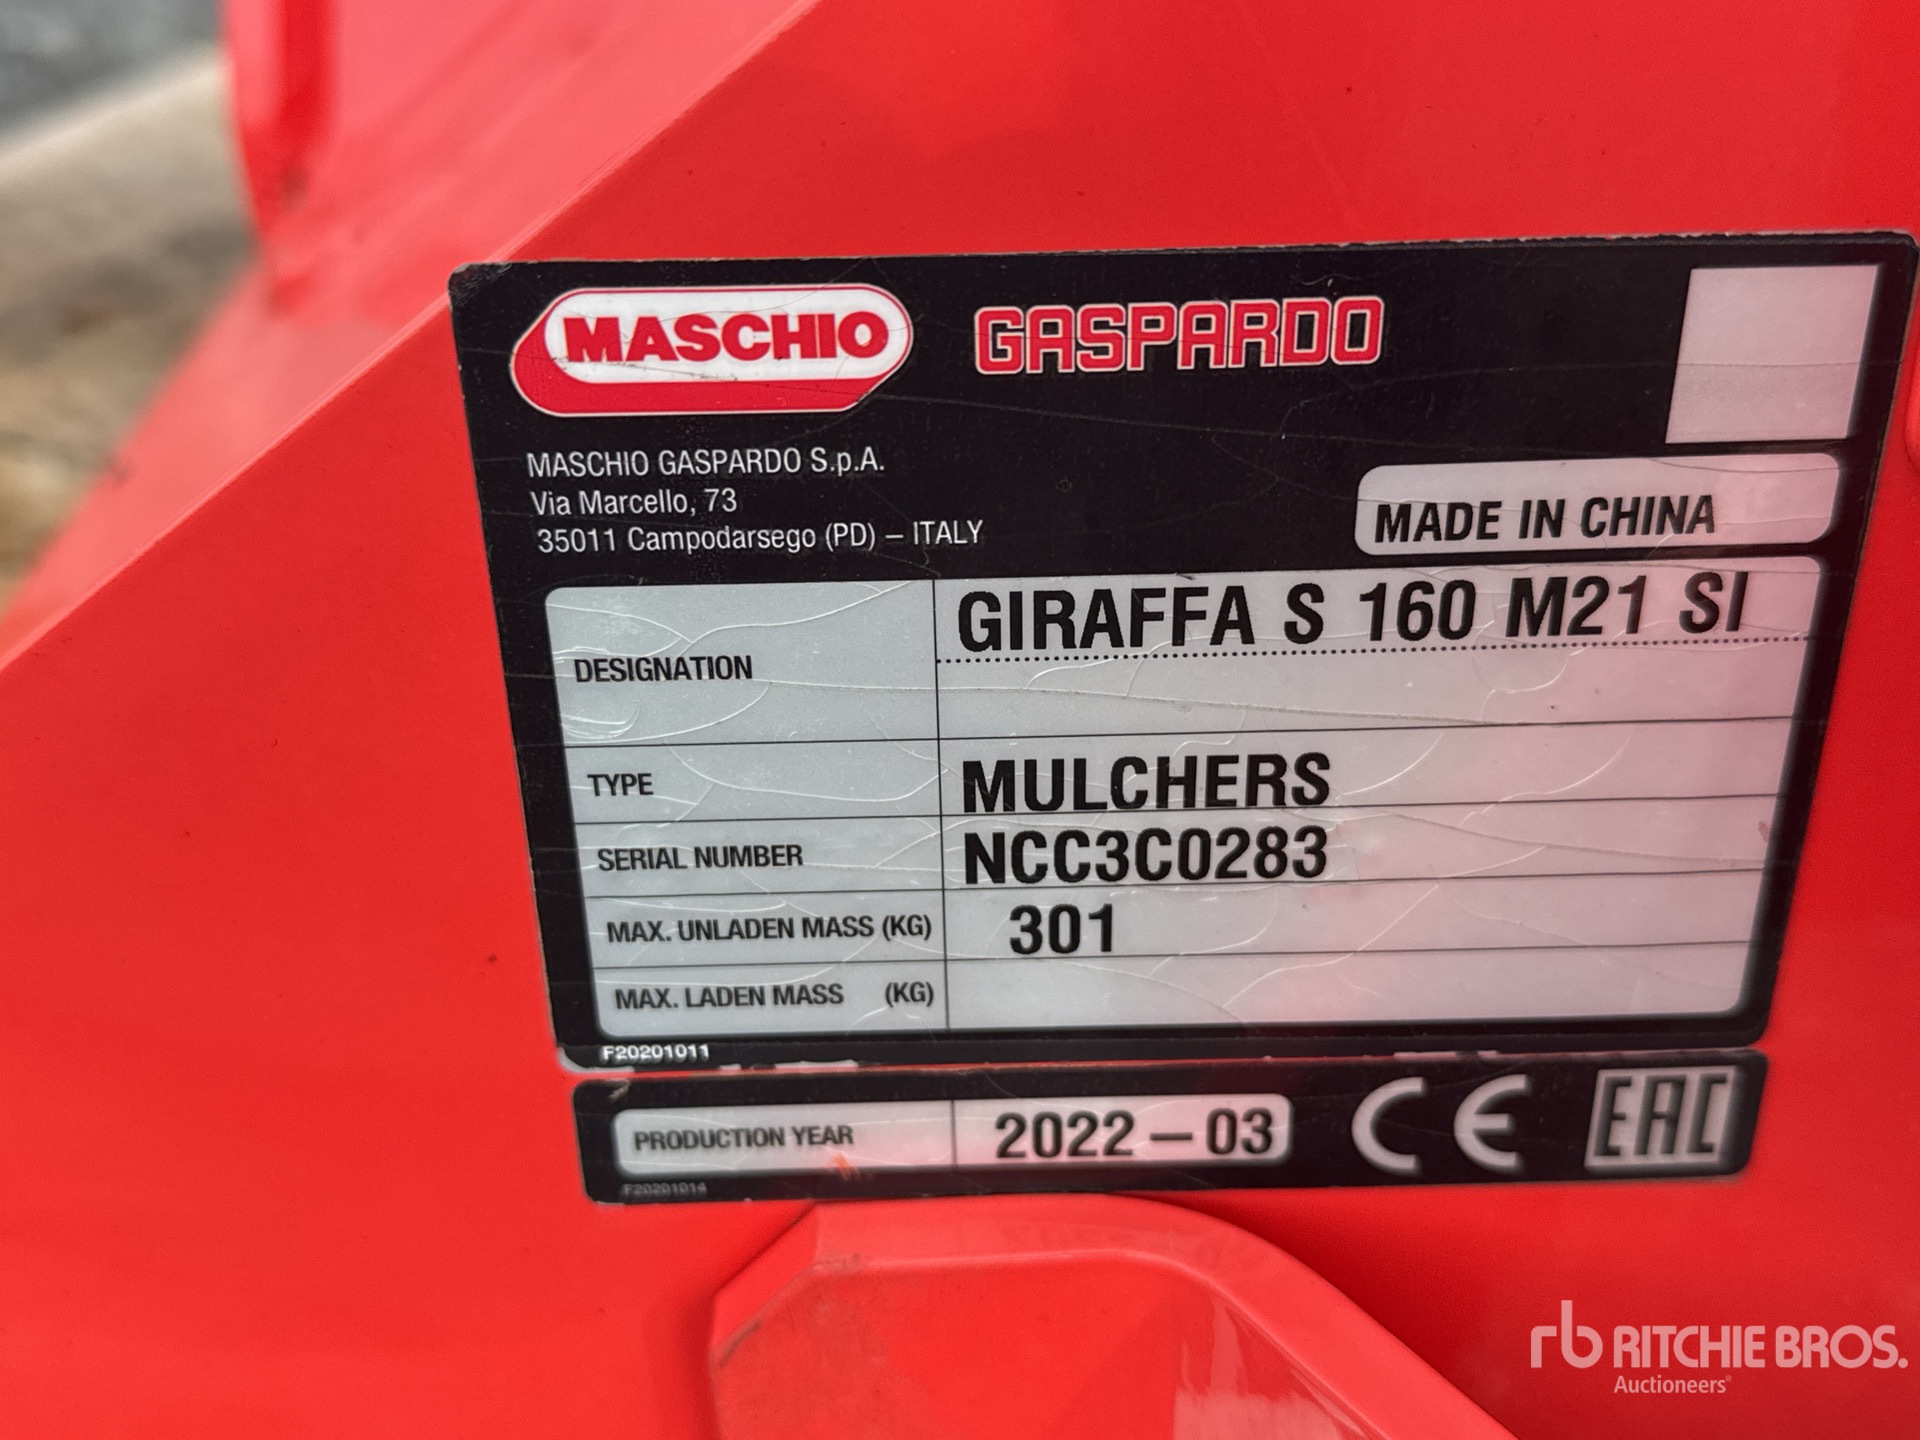 MASCHIO GASPARDO
MASCHIO GASPARDO S.p.A.
Via Marcello, 73
35011 Campodarsego (PD) – ITALY
MADE IN CHINA
DESIGNATION GIRAFFA S 160 M21 SI
TYPE MULCHERS
SERIAL NUMBER NCC3C0283
MAX. UNLADEN MASS (KG) 301
MAX. LADEN MASS (KG)
F20201011
PRODUCTION YEAR 2022-03 CE EAC
F20201014
rb RITCHIE BROS.
Auctioneers